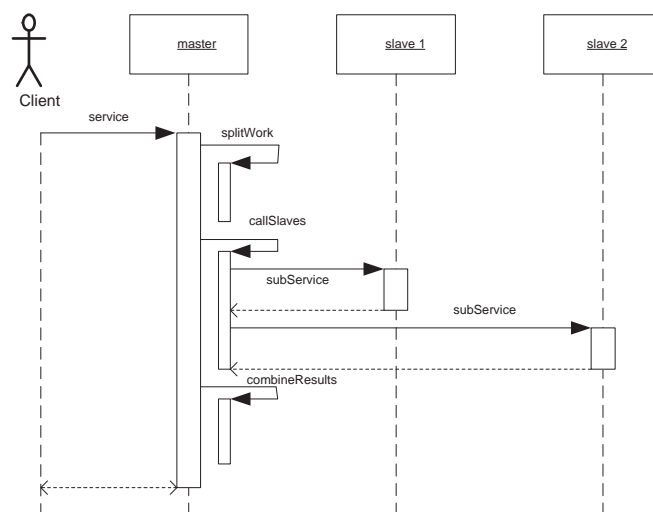 master
slave 1
slave 2
Client
service
splitWork
callSlaves
subService
subService
combineResults